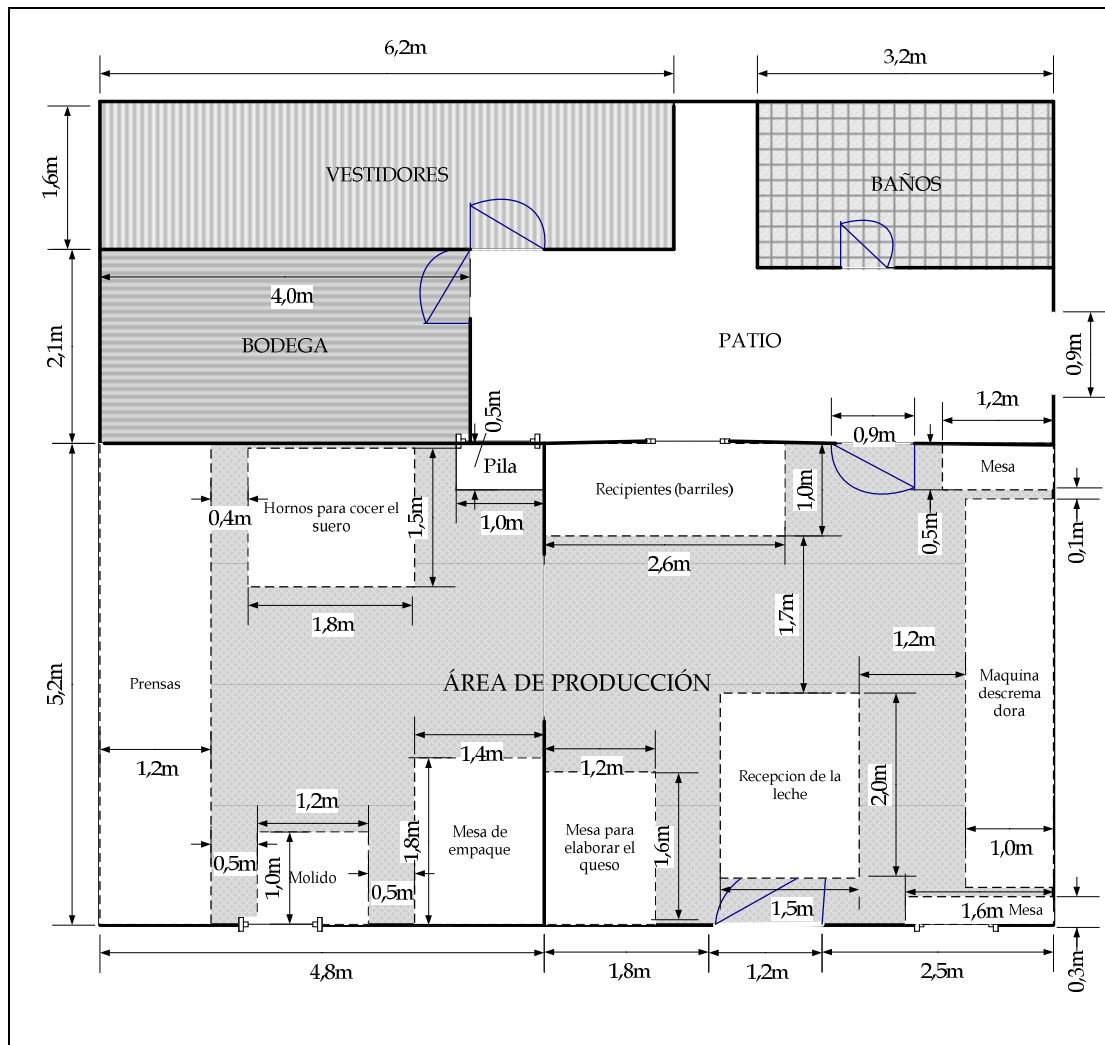 6,2m
3,2m
1,6m
VESTIDORES
BAÑOS
2,1m
4,0m
BODEGA
PATIO
0,9m
0,5m
1,2m
0,9m
Pila
Mesa
Hornos para cocer el
suero
Recipientes (barriles)
0,4m
1,5m
1,0m
1,0m
0,5m
0,1m
2,6m
1,8m
1,7m
1,2m
5,2m
Prensas
ÁREA DE PRODUCCIÓN
Maquina
descrema
dora
1,2m
1,4m
1,2m
Recepcion de la
leche
2,0m
1,2m
Mesa de
empaque
Mesa para
elaborar el
queso
1,8m
1,6m
1,0m
0,5m
1,0m
Molido
0,5m
1,5m
1,6m
Mesa
4,8m
1,8m
1,2m
2,5m
0,3m